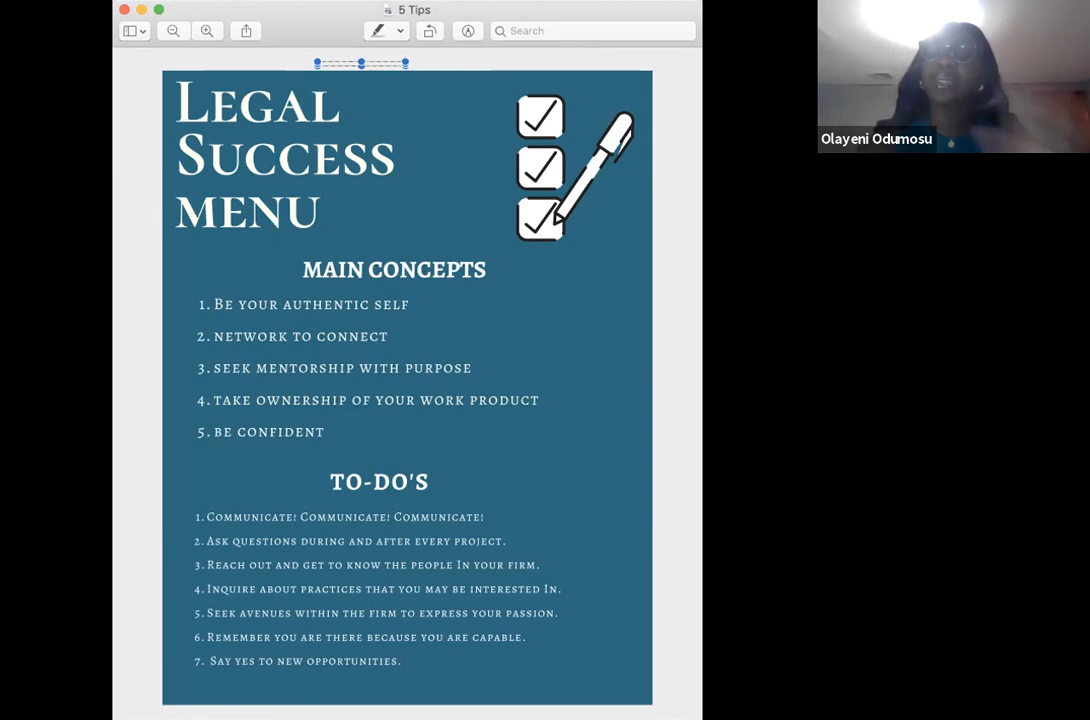 5 Tips
Search
Olayeni Odumosu
Legal
Success
menu
MAIN CONCEPTS
1. Be your authentic self
2. network to connect
3. seek mentorship with purpose
4. take ownership of your work product
5. be confident
TO-DO'S
1. Communicate! Communicate! Communicate!
2. Ask questions during and after every project.
3. Reach out and get to know the people In your firm.
4. Inquire about practices that you may be interested In.
5. Seek avenues within the firm to express your passion.
6. Remember you are there because you are capable.
7. Say yes to new opportunities.